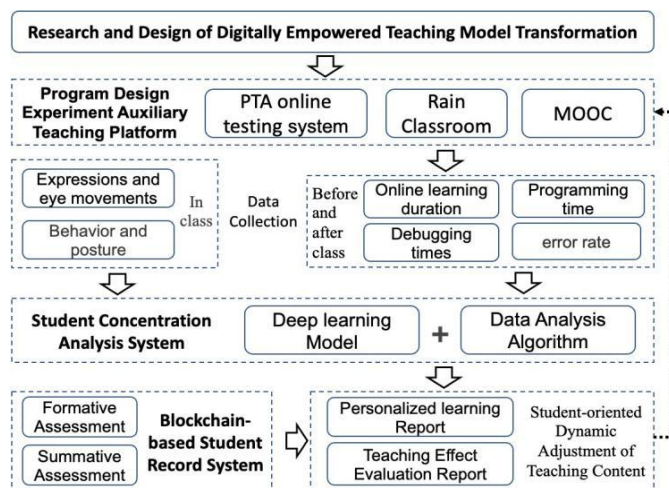 Research and Design of Digitally Empowered Teaching Model Transformation
Program Design
Experiment Auxiliary
Teaching Platform
PTA online
testing system
Rain
Classroom
MOOC
Expressions and
eye movements
Behavior and
posture
In
class
Data
Collection
Before
and
after
class
Online learning
duration
Programming
time
Debugging
times
error rate
Student Concentration
Analysis System
Deep learning
Model
+
Data Analysis
Algorithm
Formative
Assessment
Summative
Assessment
Blockchain-
based Student
Record System
Personalized learning
Report
Teaching Effect
Evaluation Report
Student-oriented
Dynamic
Adjustment of
Teaching Content